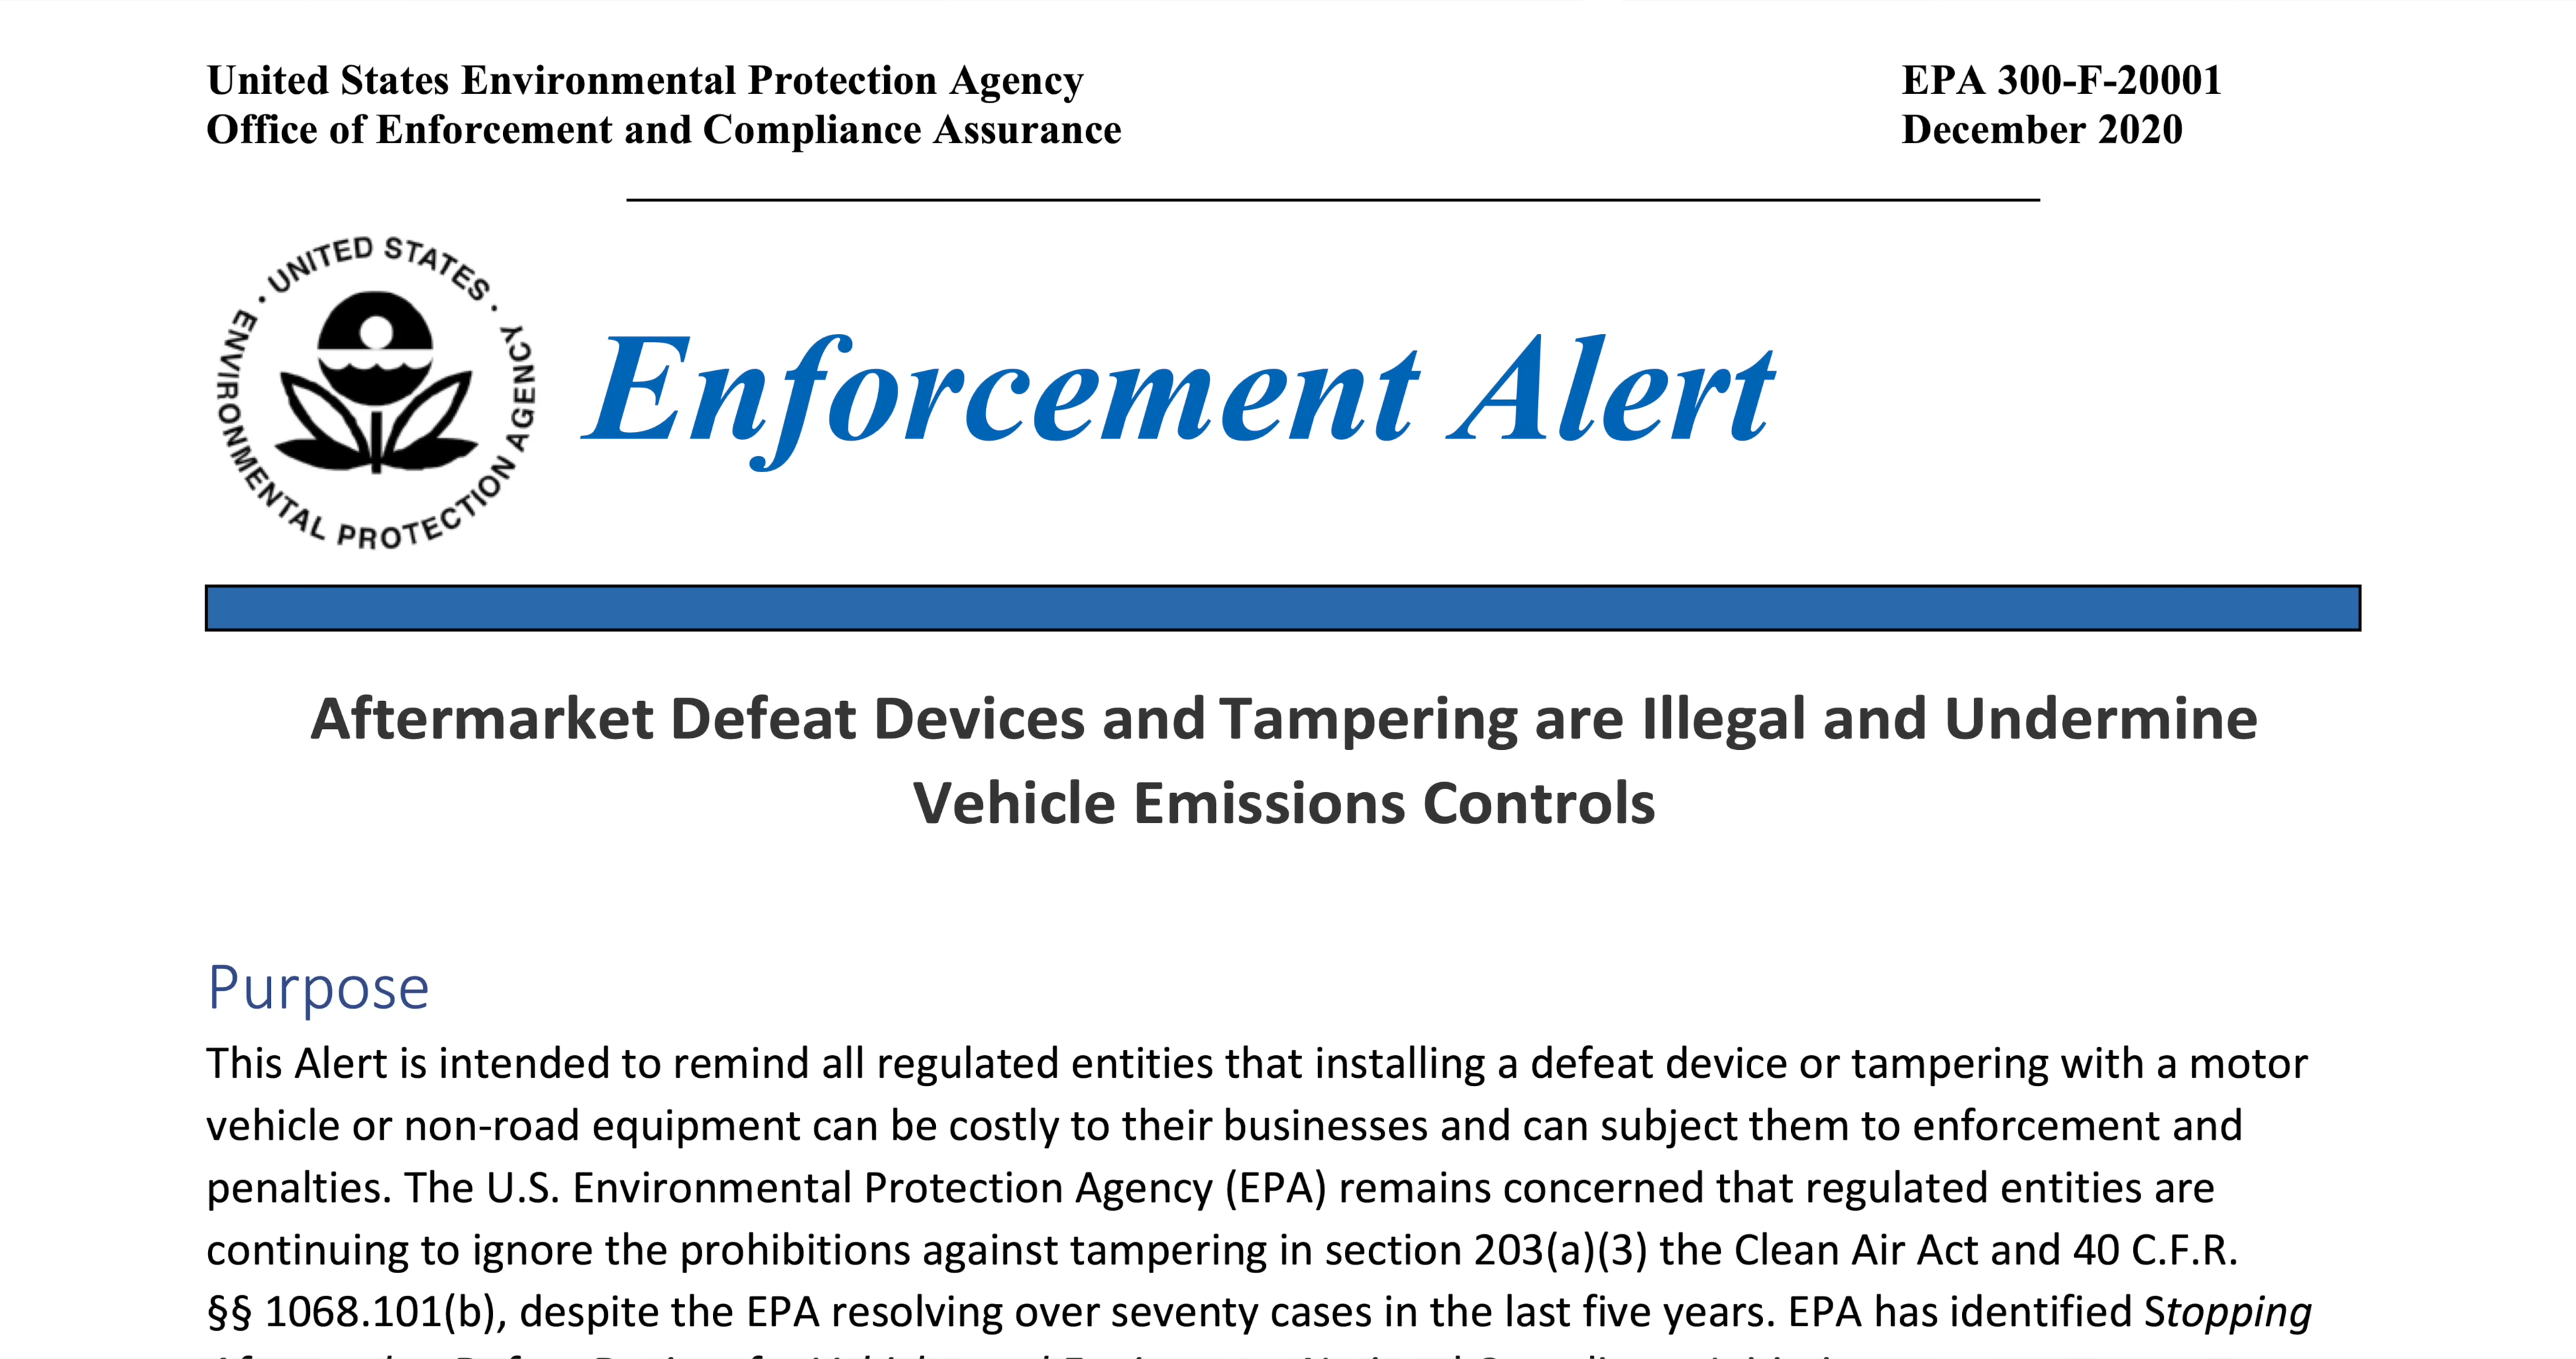 United States Environmental Protection Agency
Office of Enforcement and Compliance Assurance
EPA 300-F-20001
December 2020
UNITED STATES · ENVIRONMENTAL PROTECTION AGENCY ·
Enforcement Alert
Aftermarket Defeat Devices and Tampering are Illegal and Undermine
Vehicle Emissions Controls
Purpose
This Alert is intended to remind all regulated entities that installing a defeat device or tampering with a motor
vehicle or non-road equipment can be costly to their businesses and can subject them to enforcement and
penalties. The U.S. Environmental Protection Agency (EPA) remains concerned that regulated entities are
continuing to ignore the prohibitions against tampering in section 203(a)(3) the Clean Air Act and 40 C.F.R.
§§ 1068.101(b), despite the EPA resolving over seventy cases in the last five years. EPA has identified Stopping